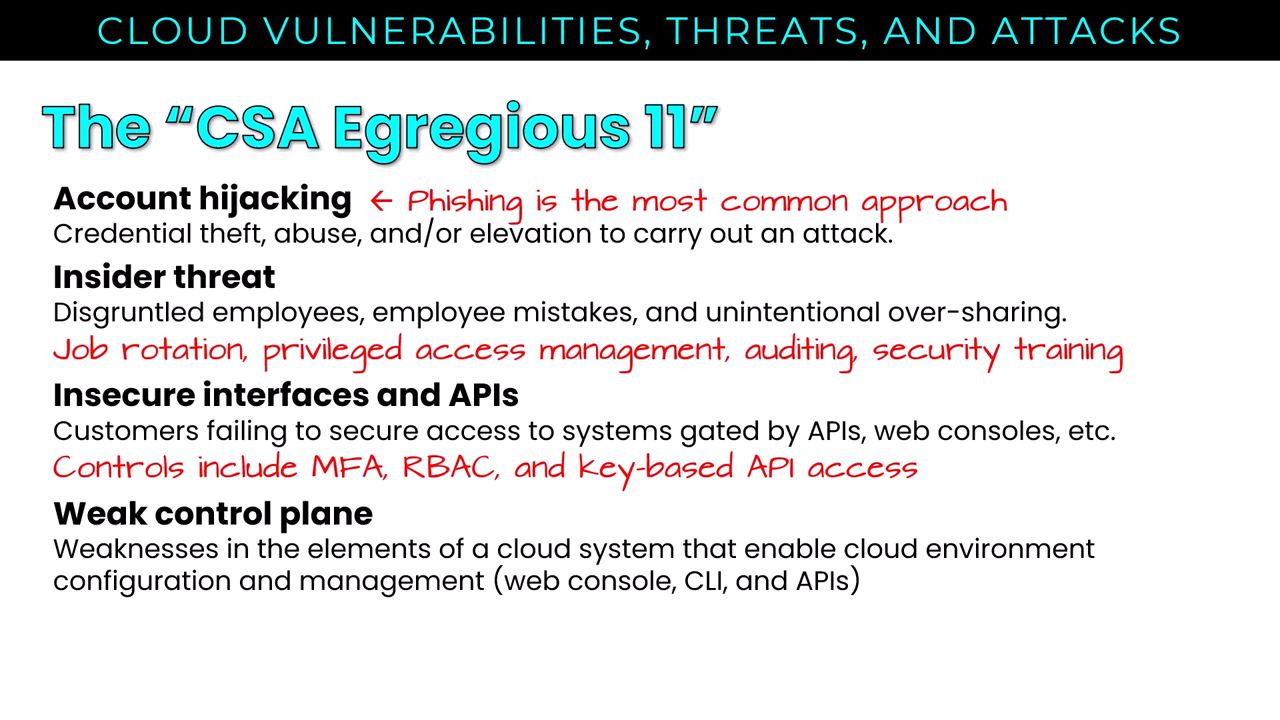 CLOUD VULNERABILITIES, THREATS, AND ATTACKS
The “CSA Egregious 11”
Account hijacking ← Phishing is the most common approach
Credential theft, abuse, and/or elevation to carry out an attack.
Insider threat
Disgruntled employees, employee mistakes, and unintentional over-sharing.
Job rotation, privileged access management, auditing, security training
Insecure interfaces and APIs
Customers failing to secure access to systems gated by APIs, web consoles, etc.
Controls include MFA, RBAC, and key-based API access
Weak control plane
Weaknesses in the elements of a cloud system that enable cloud environment
configuration and management (web console, CLI, and APIs)